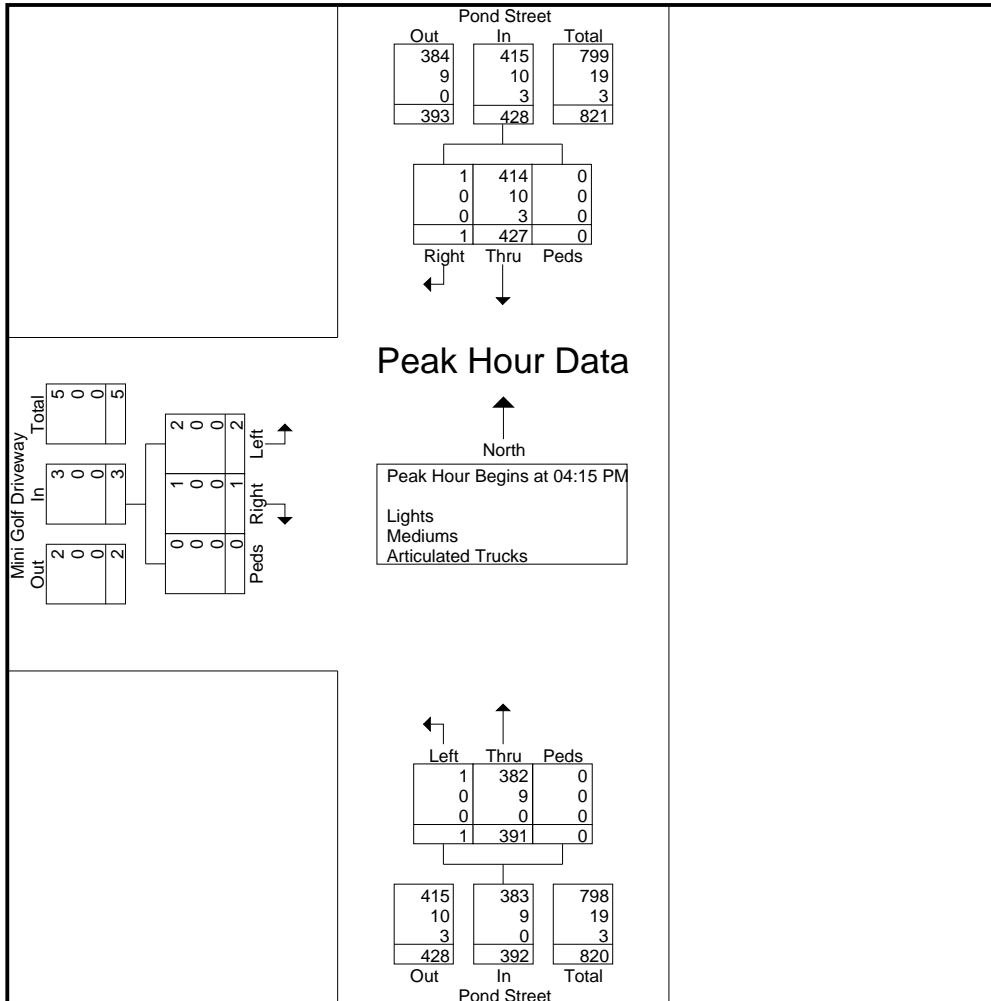 Pond Street
Out In Total
384 415 799
9 10 19
0 3 3
393 428 821
1 414 0
0 10 0
0 3 0
1 427 0
Right Thru Peds
Peak Hour Data
North
Peak Hour Begins at 04:15 PM
Lights
Mediums
Articulated Trucks
Mini Golf Driveway
Out In Total
2 3 5
0 0 0
0 0 0
2 3 5
0 1 2
0 0 0
0 0 0
0 1 2
Peds Right Left
Left Thru Peds
1 382 0
0 9 0
0 0 0
1 391 0
415 383 798
10 9 19
3 0 3
428 392 820
Out In Total
Pond Street